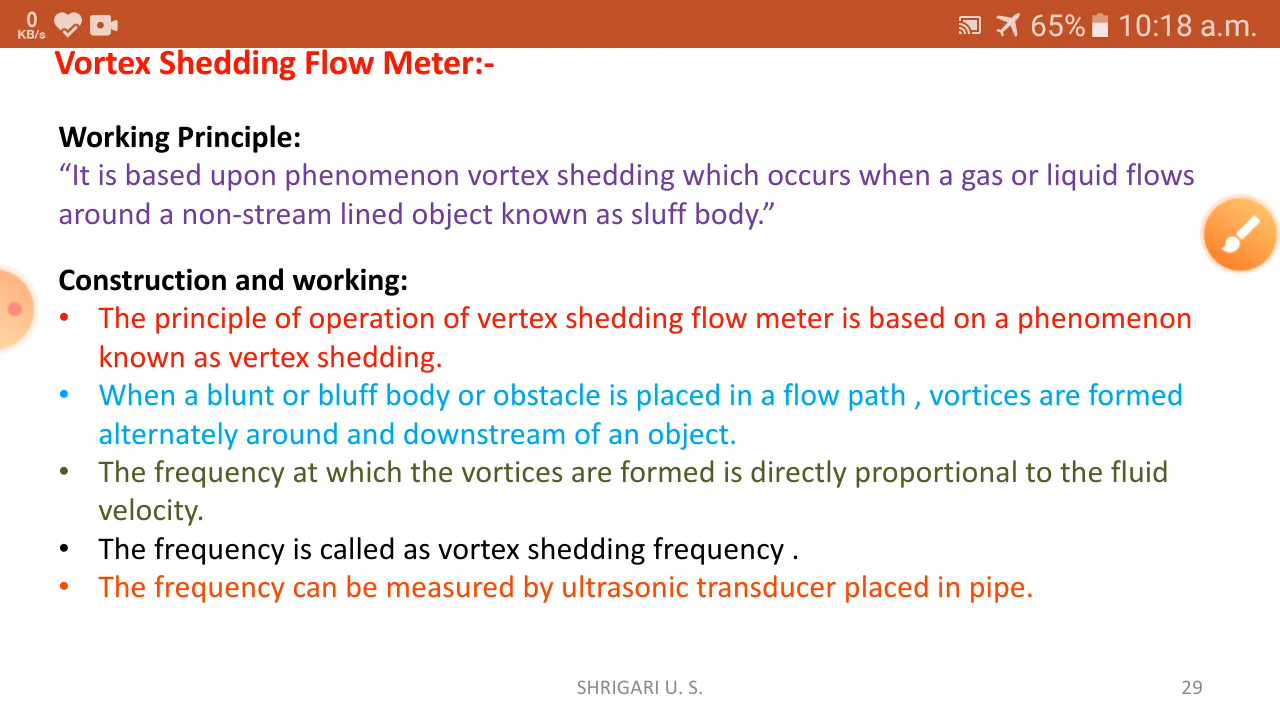 0
KB/s
65% 10:18 a.m.
Vortex Shedding Flow Meter:-
Working Principle:
“It is based upon phenomenon vortex shedding which occurs when a gas or liquid flows
around a non-stream lined object known as sluff body.”
Construction and working:
• The principle of operation of vertex shedding flow meter is based on a phenomenon
known as vertex shedding.
• When a blunt or bluff body or obstacle is placed in a flow path , vortices are formed
alternately around and downstream of an object.
• The frequency at which the vortices are formed is directly proportional to the fluid
velocity.
• The frequency is called as vortex shedding frequency .
• The frequency can be measured by ultrasonic transducer placed in pipe.
SHRIGARI U. S.
29